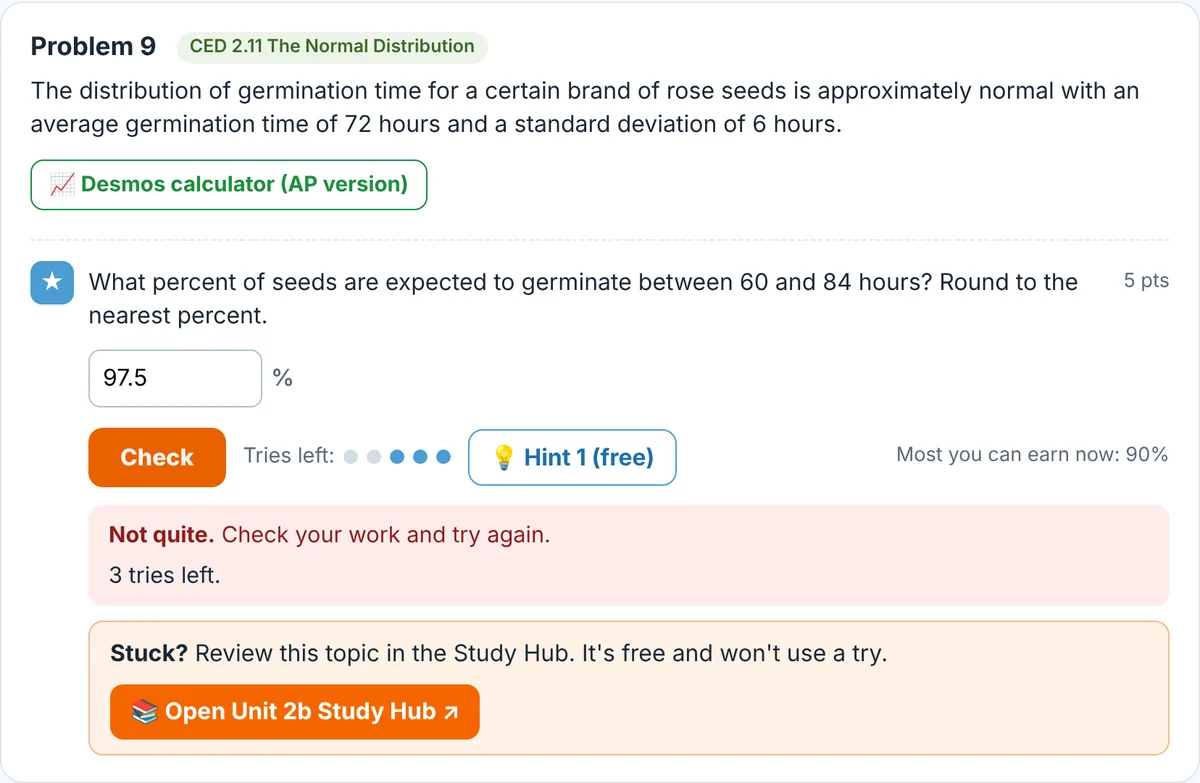 Problem 9 CED 2.11 The Normal Distribution
The distribution of germination time for a certain brand of rose seeds is approximately normal with an
average germination time of 72 hours and a standard deviation of 6 hours.
📈 Desmos calculator (AP version)
★ What percent of seeds are expected to germinate between 60 and 84 hours? Round to the 5 pts
nearest percent.
97.5 %
Check Tries left: 💡 Hint 1 (free) Most you can earn now: 90%
Not quite. Check your work and try again.
3 tries left.
Stuck? Review this topic in the Study Hub. It's free and won't use a try.
📚 Open Unit 2b Study Hub ↗